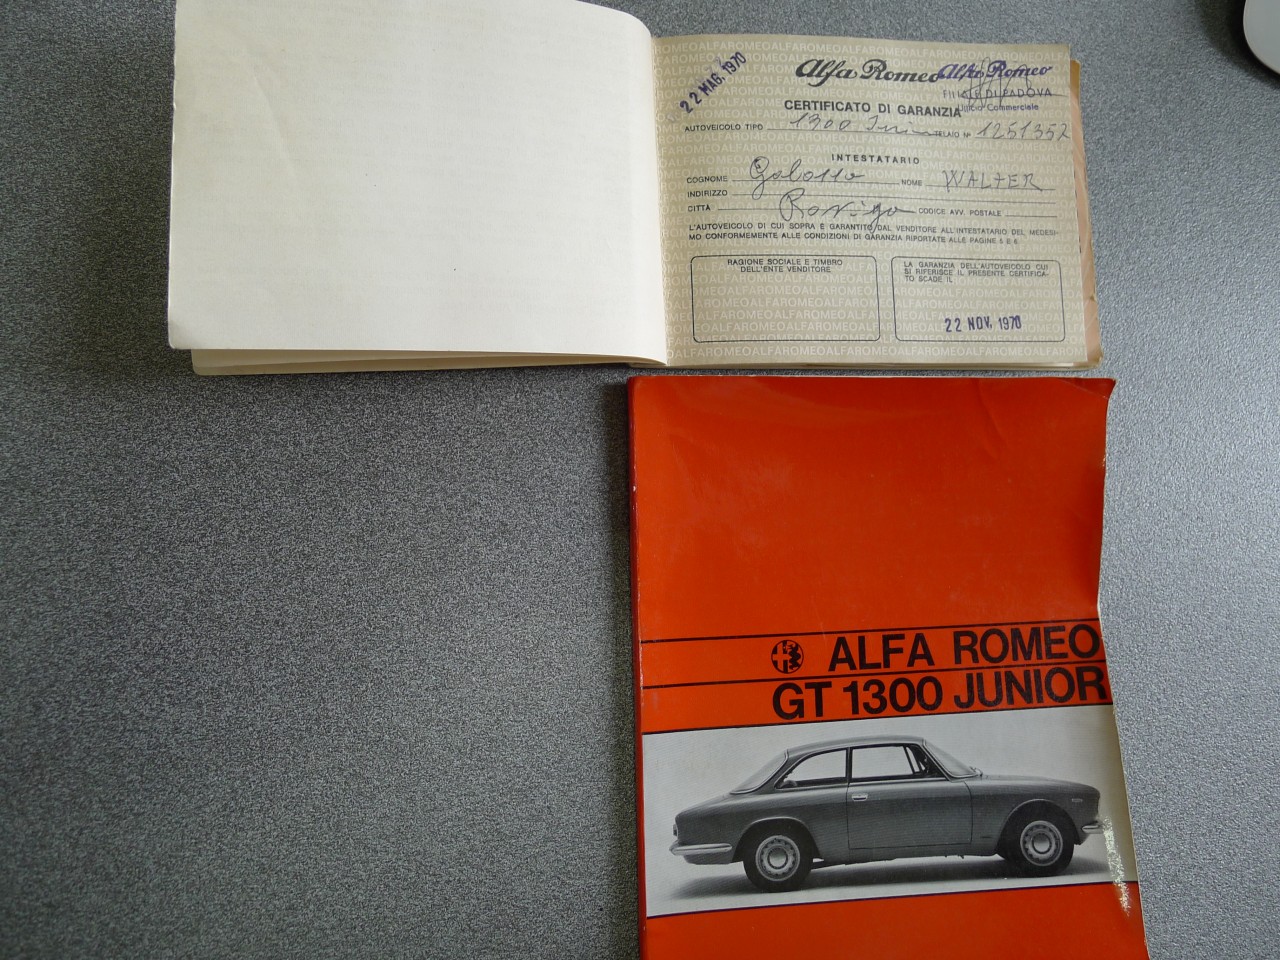 22 MAG. 1970
Alfa Romeo Alfa Romeo
FILIALE DI PADOVA
CERTIFICATO DI GARANZIA Ufficio Commerciale
AUTOVEICOLO TIPO 1300 Junior TELAIO Nº 1251352
INTESTATARIO
COGNOME NOME WALTER
INDIRIZZO
CITTÀ Rovigo CODICE AVV. POSTALE
L'AUTOVEICOLO DI CUI SOPRA È GARANTITO DAL VENDITORE ALL'INTESTATARIO DEL MEDESI-
MO CONFORMEMENTE ALLE CONDIZIONI DI GARANZIA RIPORTATE ALLE PAGINE 5 E 6.
RAGIONE SOCIALE E TIMBRO
DELL'ENTE VENDITORE
LA GARANZIA DELL'AUTOVEICOLO CUI
SI RIFERISCE IL PRESENTE CERTIFICA-
TO SCADE IL
22 NOV. 1970
ALFA ROMEO
GT 1300 JUNIOR